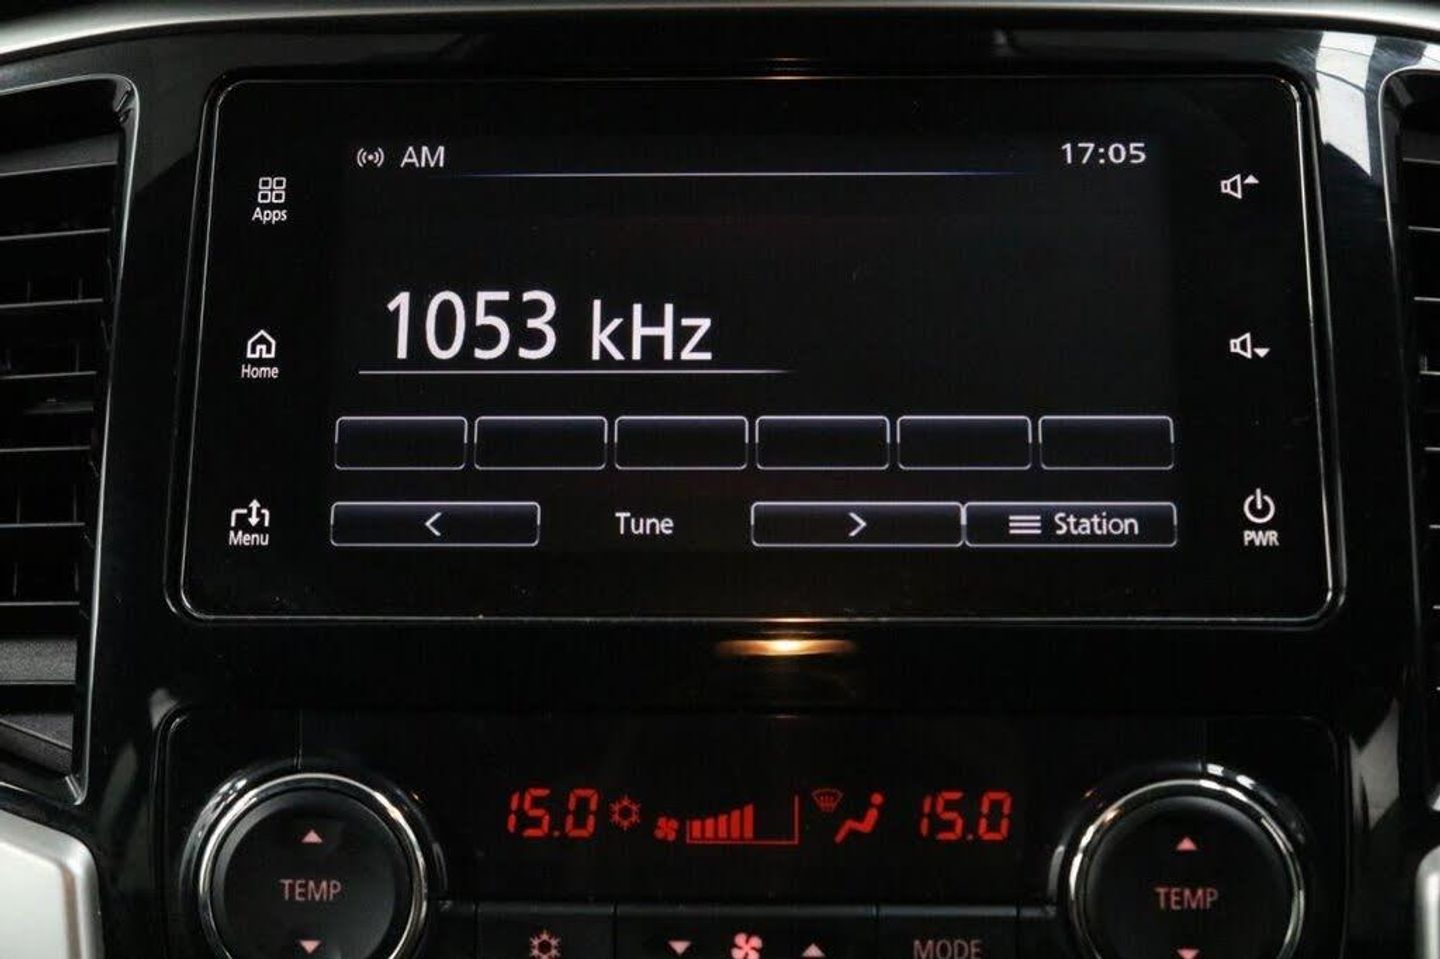 AM 17:05
Apps
1053 kHz
Home
< Tune > Station
Menu
PWR
15.0 15.0
TEMP
TEMP
MODE